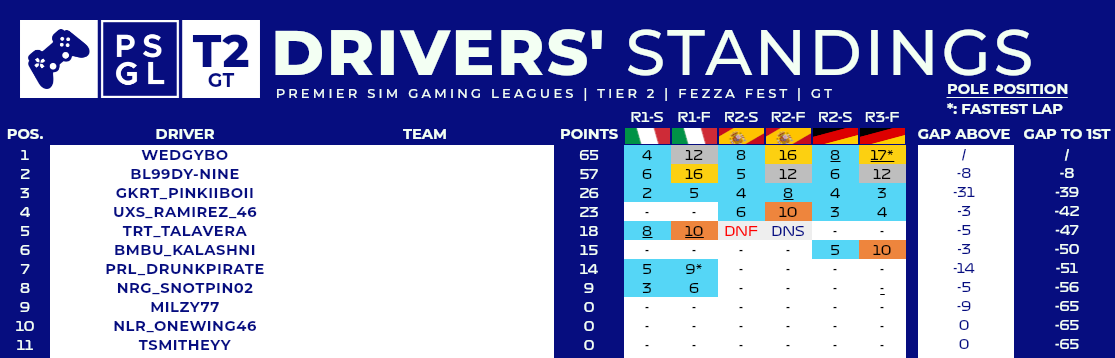 PS
GL
T2
GT
DRIVERS' STANDINGS
PREMIER SIM GAMING LEAGUES | TIER 2 | FEZZA FEST | GT
POLE POSITION
*: FASTEST LAP
R1-S R1-F R2-S R2-F R2-S R3-F
POS. DRIVER TEAM POINTS GAP ABOVE GAP TO 1ST
1 WEDGYBO 65 4 12 8 16 8 17* / /
2 BL99DY-NINE 57 6 16 5 12 6 12 -8 -8
3 GKRT_PINKIIBOII 26 2 5 4 8 4 3 -31 -39
4 UXS_RAMIREZ_46 23 - - 6 10 3 4 -3 -42
5 TRT_TALAVERA 18 8 10 DNF DNS - - -5 -47
6 BMBU_KALASHNI 15 - - - - 5 10 -3 -50
7 PRL_DRUNKPIRATE 14 5 9* - - - - -14 -51
8 NRG_SNOTPIN02 9 3 6 - - - - -5 -56
9 MILZY77 0 - - - - - - -9 -65
10 NLR_ONEWING46 0 - - - - - - 0 -65
11 TSMITHEYY 0 - - - - - - 0 -65